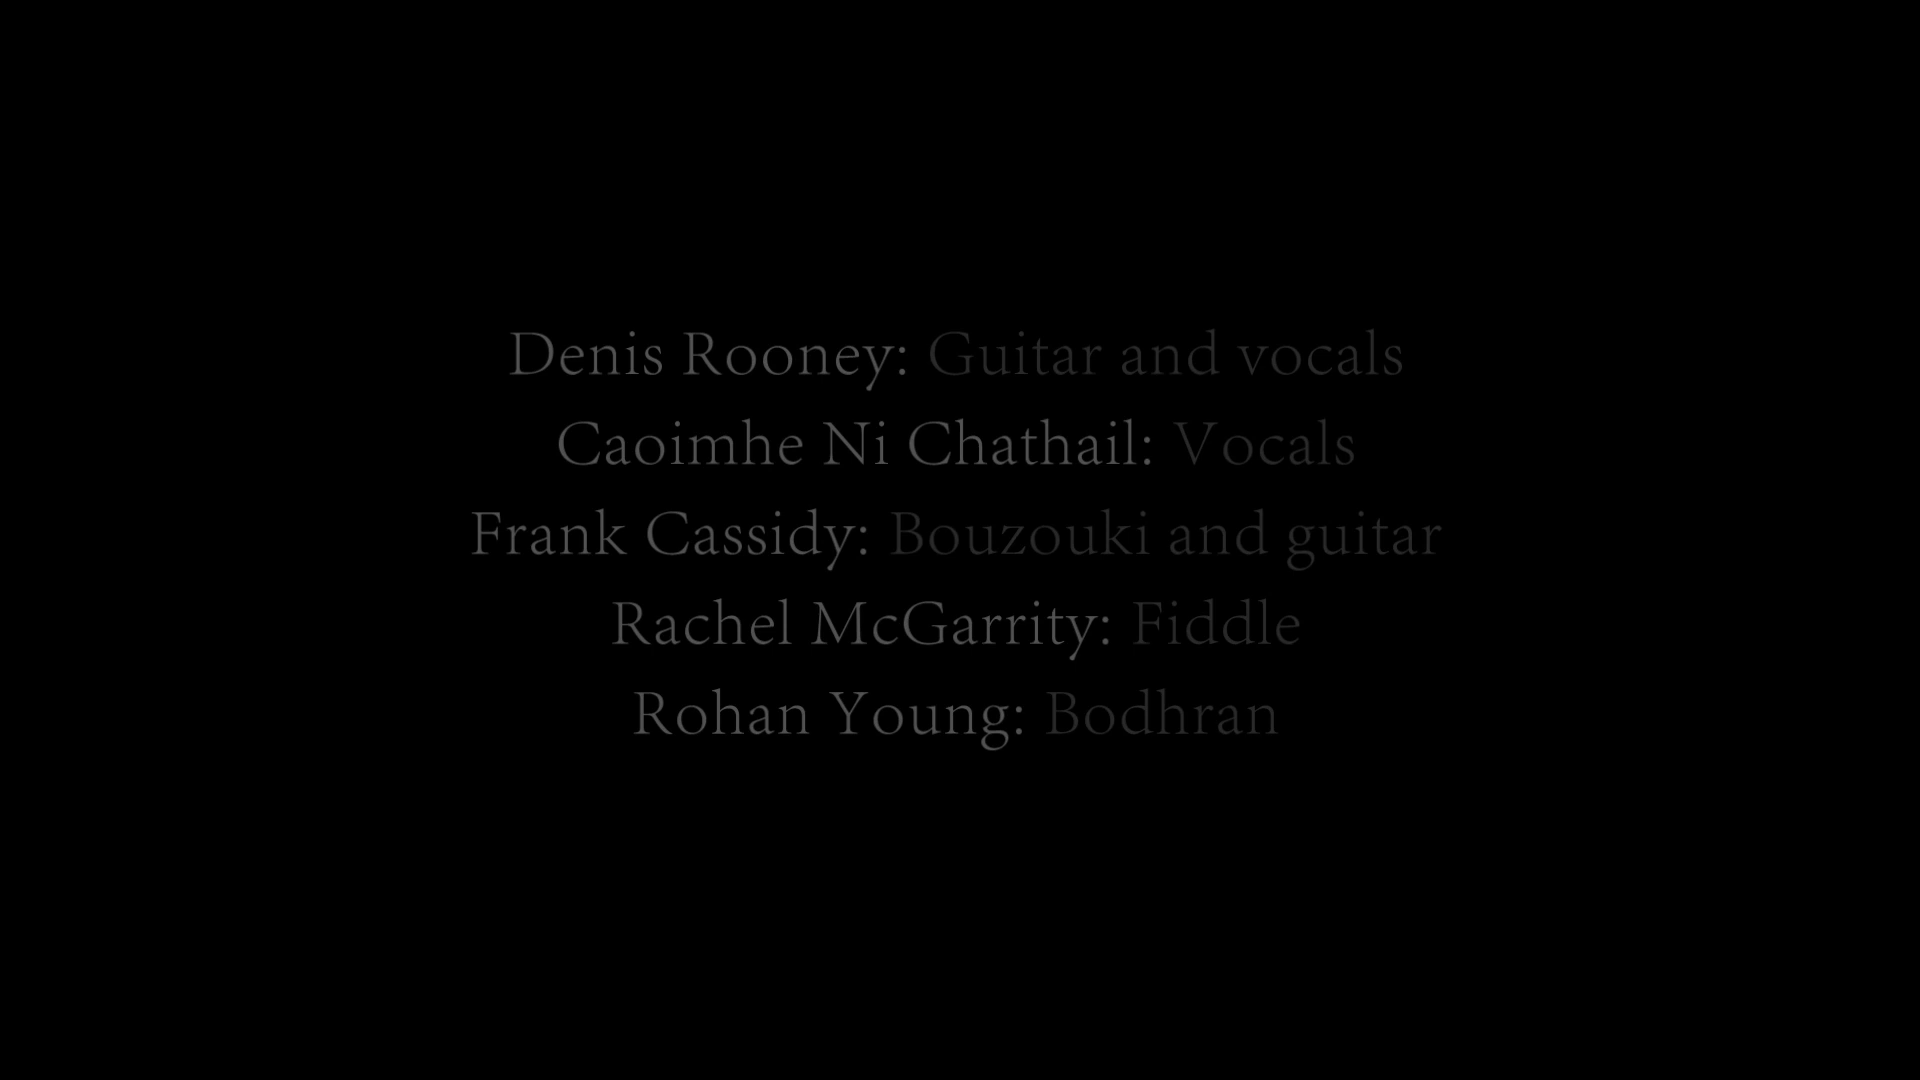 Denis Rooney: Guitar and vocals
Caoimhe Ni Chathail: Vocals
Frank Cassidy: Bouzouki and guitar
Rachel McGarrity: Fiddle
Rohan Young: Bodhran